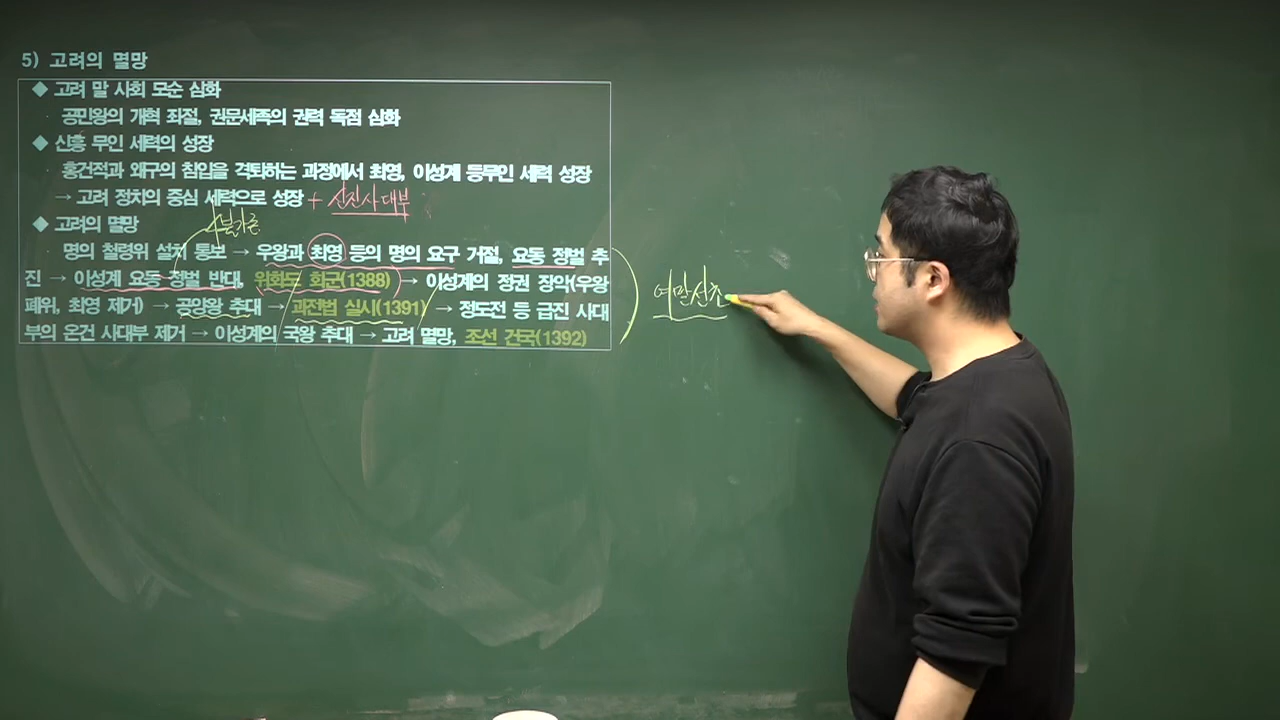 5) 고려의 멸망
◆ 고려 말 사회 모순 심화
공민왕의 개혁 좌절, 권문세족의 권력 독점 심화
◆ 신흥 무인 세력의 성장
홍건적과 왜구의 침입을 격퇴하는 과정에서 최영, 이성계 등무인 세력 성장
→ 고려 정치의 중심 세력으로 성장 + 신진사대부
◆ 고려의 멸망
명의 철령위 설치 통보 → 우왕과 최영 등의 명의 요구 거절, 요동 정벌 추
진 → 이성계 요동 정벌 반대, 위화도 회군(1388) → 이성계의 정권 장악(우왕
폐위, 최영 제거) → 공양왕 추대 → 과전법 실시(1391) → 정도전 등 급진 사대
부의 온건 사대부 제거 → 이성계의 국왕 추대 → 고려 멸망, 조선 건국(1392)
여말선초